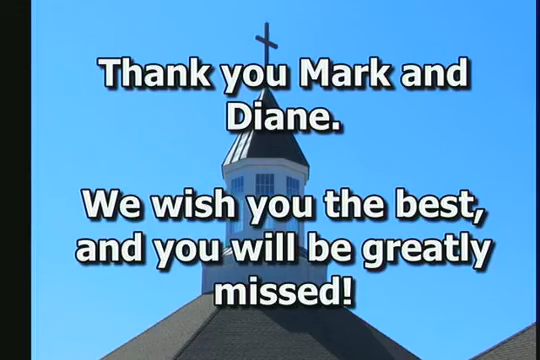 Thank you Mark and
Diane.
We wish you the best,
and you will be greatly
missed!